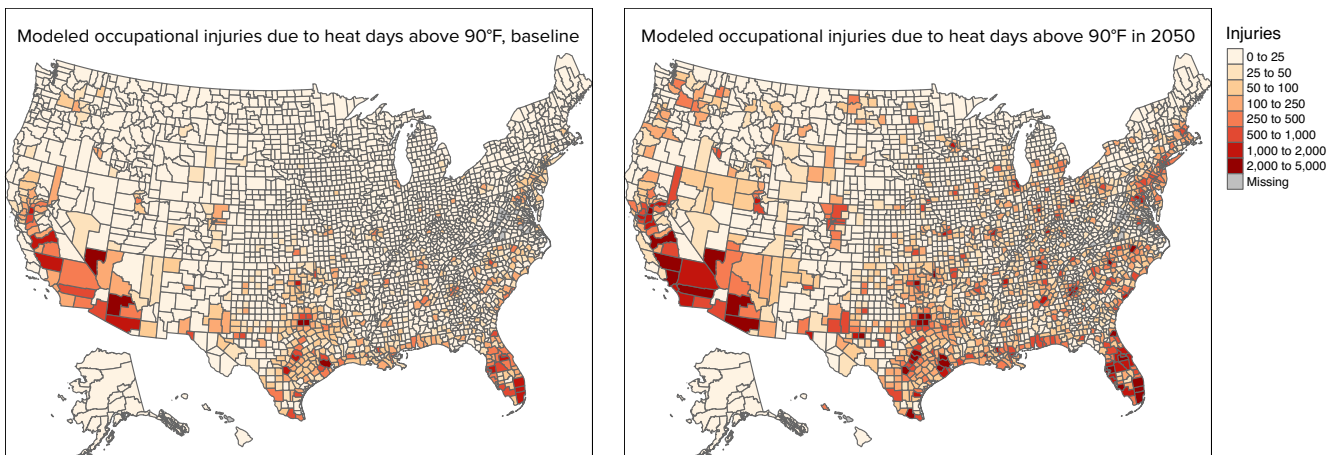 Modeled occupational injuries due to heat days above 90°F, baseline
Modeled occupational injuries due to heat days above 90°F in 2050
Injuries
0 to 25
25 to 50
50 to 100
100 to 250
250 to 500
500 to 1,000
1,000 to 2,000
2,000 to 5,000
Missing